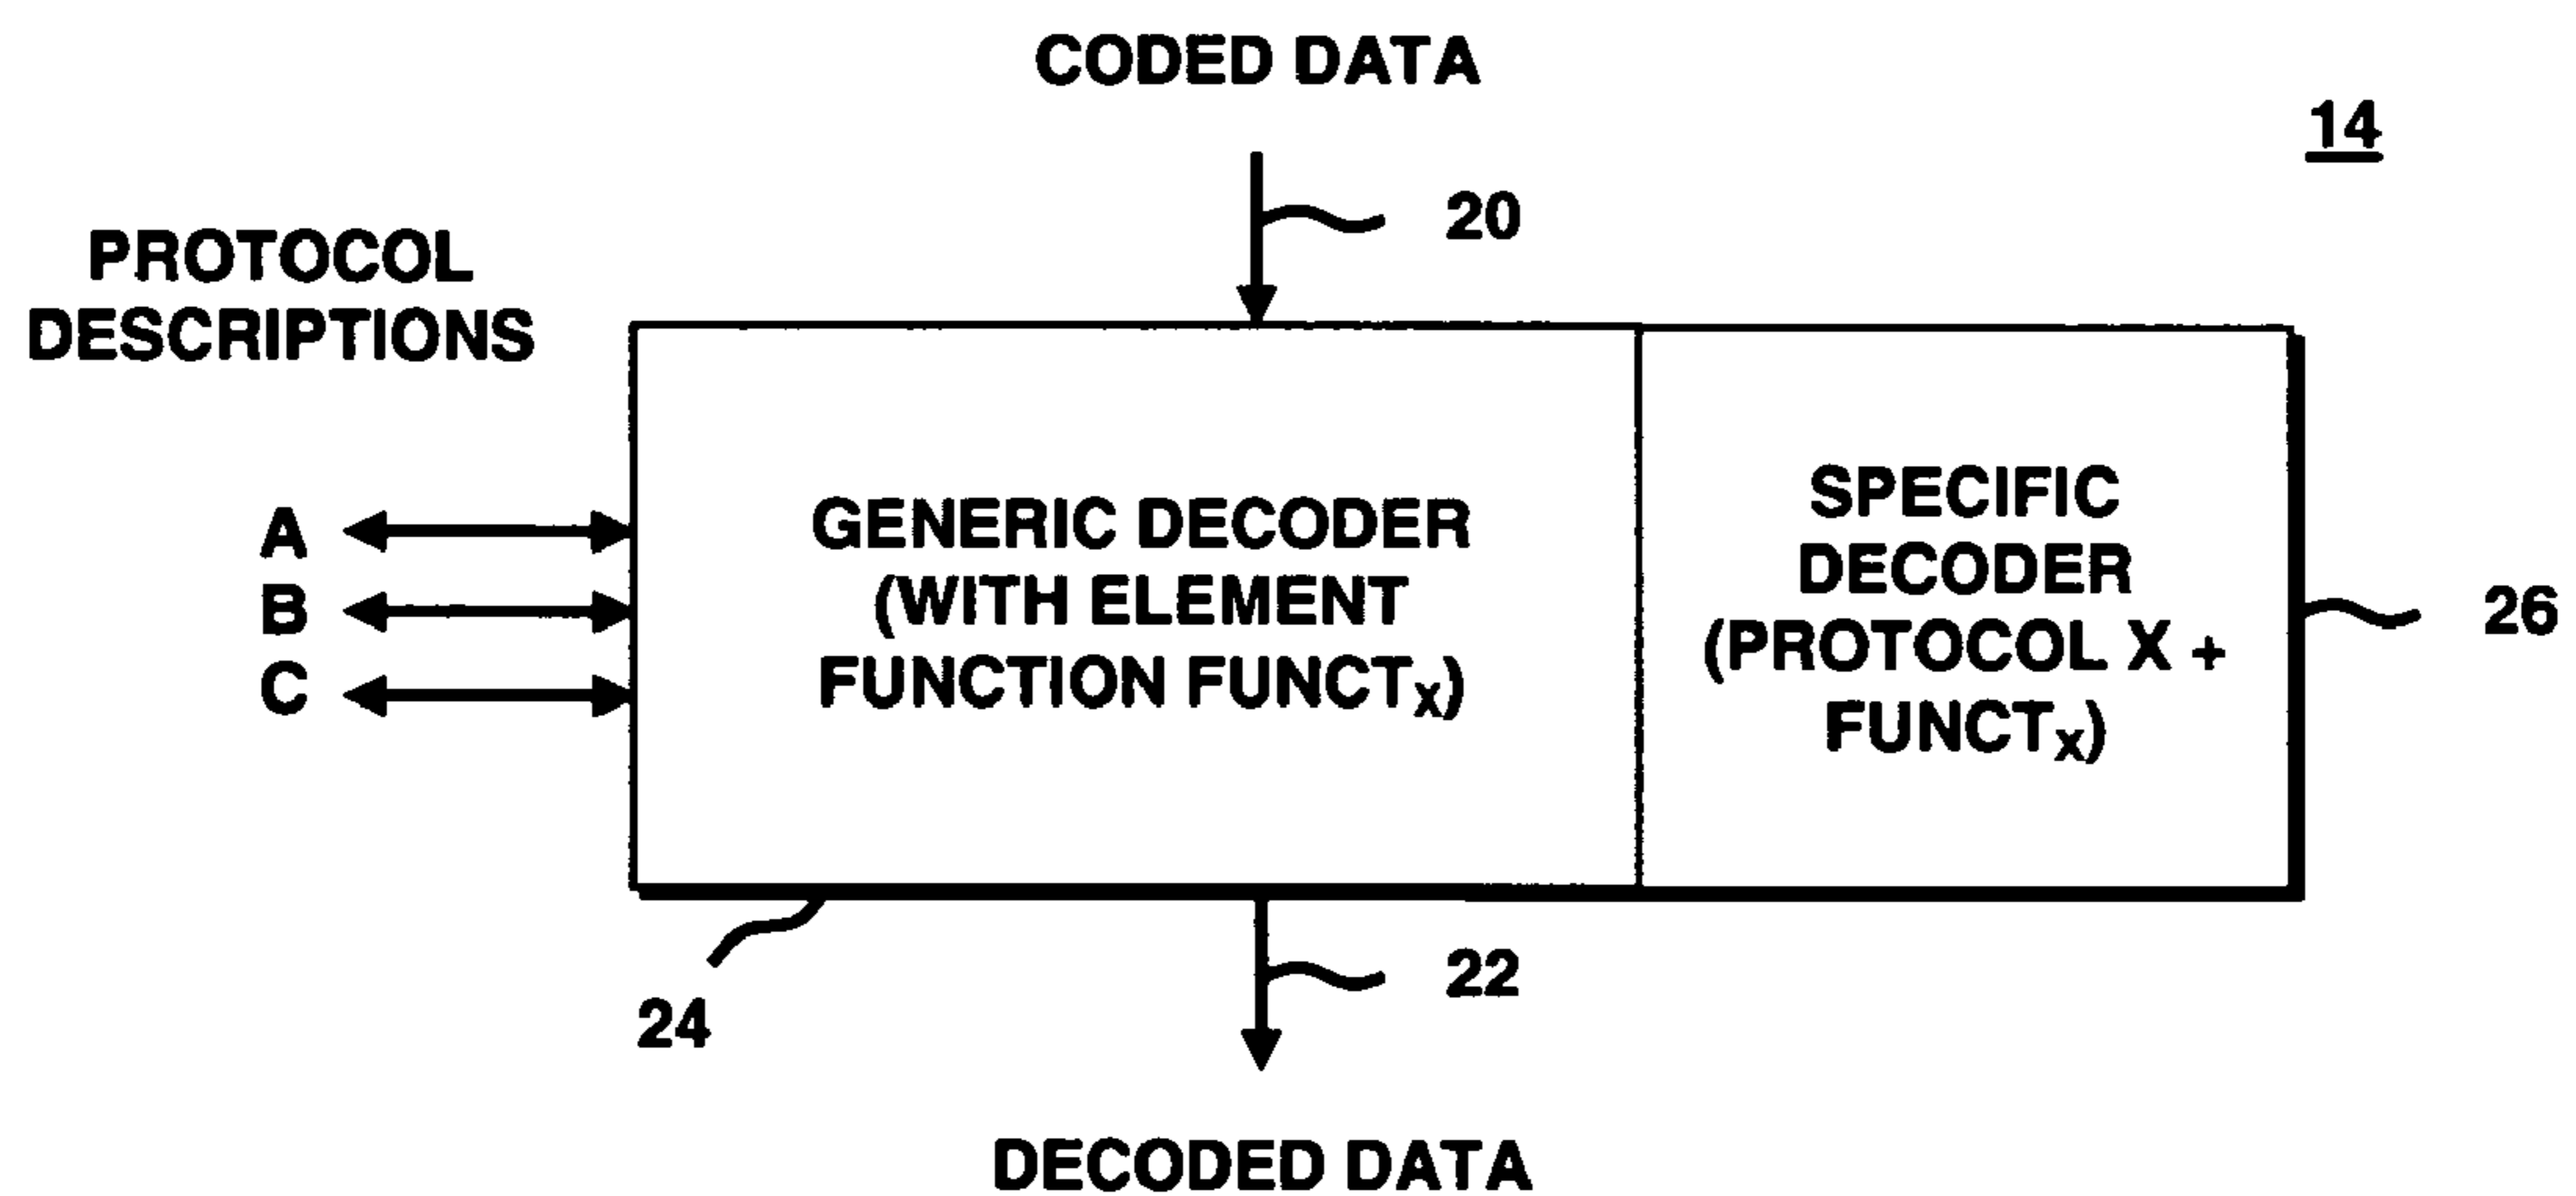 CODED DATA
14
20
PROTOCOL
DESCRIPTIONS
A
B
C
GENERIC DECODER
(WITH ELEMENT
FUNCTION FUNCTX)
SPECIFIC
DECODER
(PROTOCOL X +
FUNCTX)
26
24
22
DECODED DATA